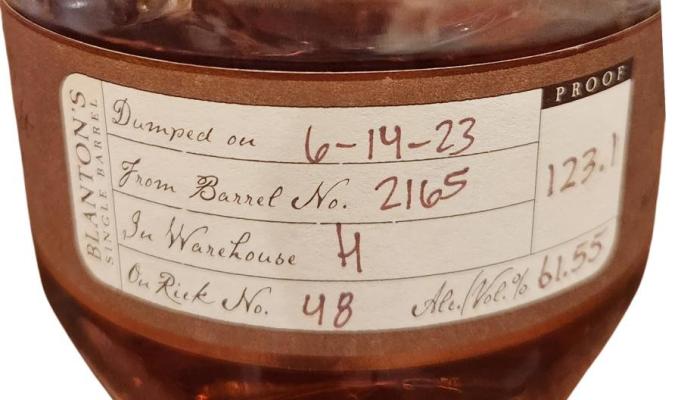 BLANTON'S
SINGLE BARREL
Dumped on 6-14-23
From Barrel No. 2165
In Warehouse H
On Rick No. 48
Alc./Vol.% 61.55
PROOF
123.1